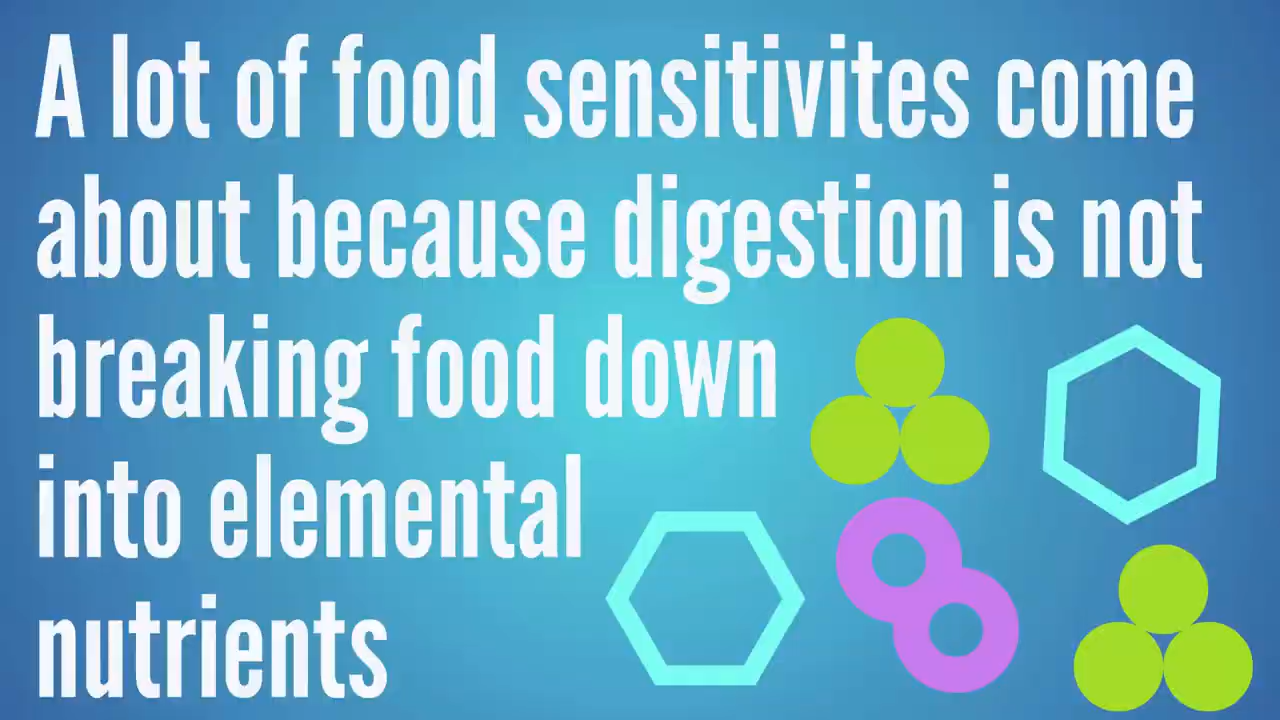 A lot of food sensitivites come
about because digestion is not
breaking food down
into elemental
nutrients